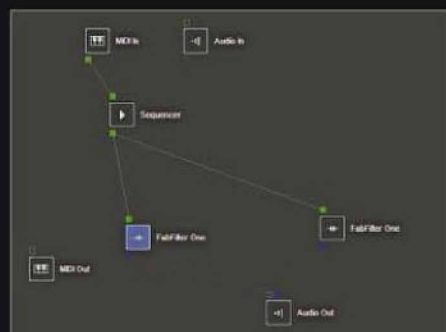 MIDI In
Audio In
Sequencer
FabFilter One
FabFilter One
MIDI Out
Audio Out